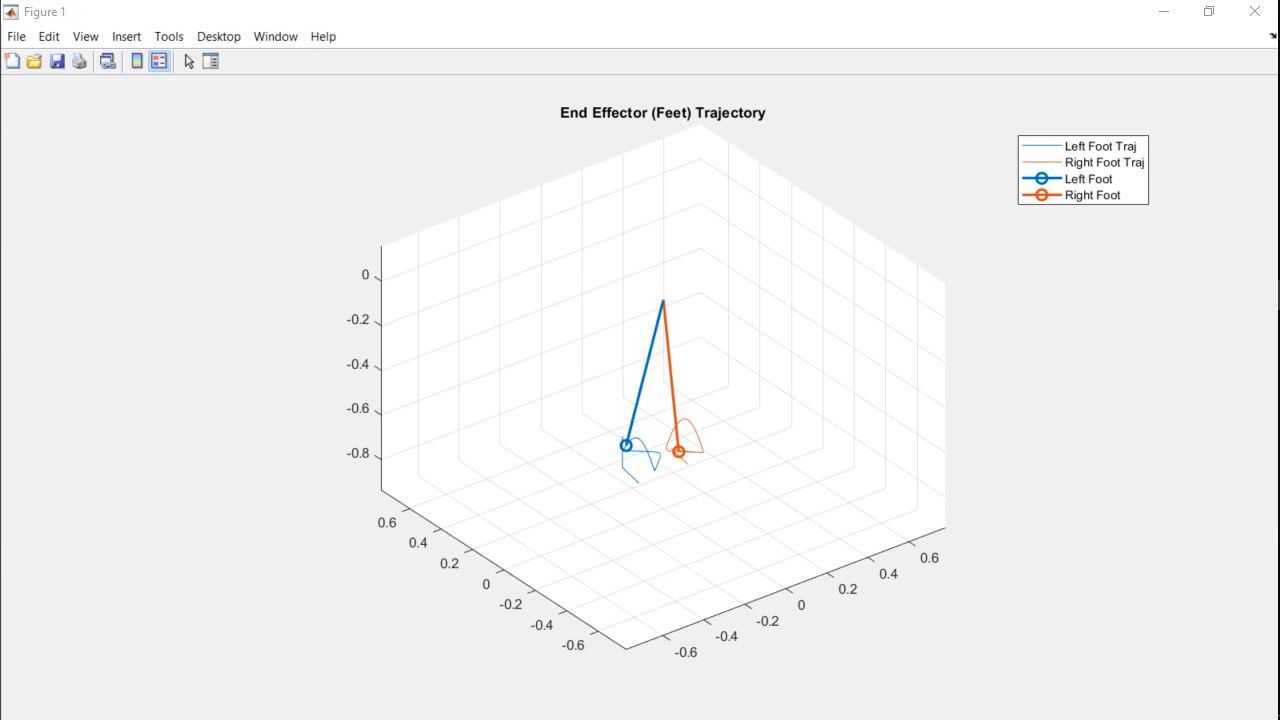 Figure 1
File Edit View Insert Tools Desktop Window Help
End Effector (Feet) Trajectory
Left Foot Traj
Right Foot Traj
Left Foot
Right Foot
0
-0.2
-0.4
-0.6
-0.8
0.6
0.4
0.2
0
-0.2
-0.4
-0.6
-0.6
-0.4
-0.2
0
0.2
0.4
0.6